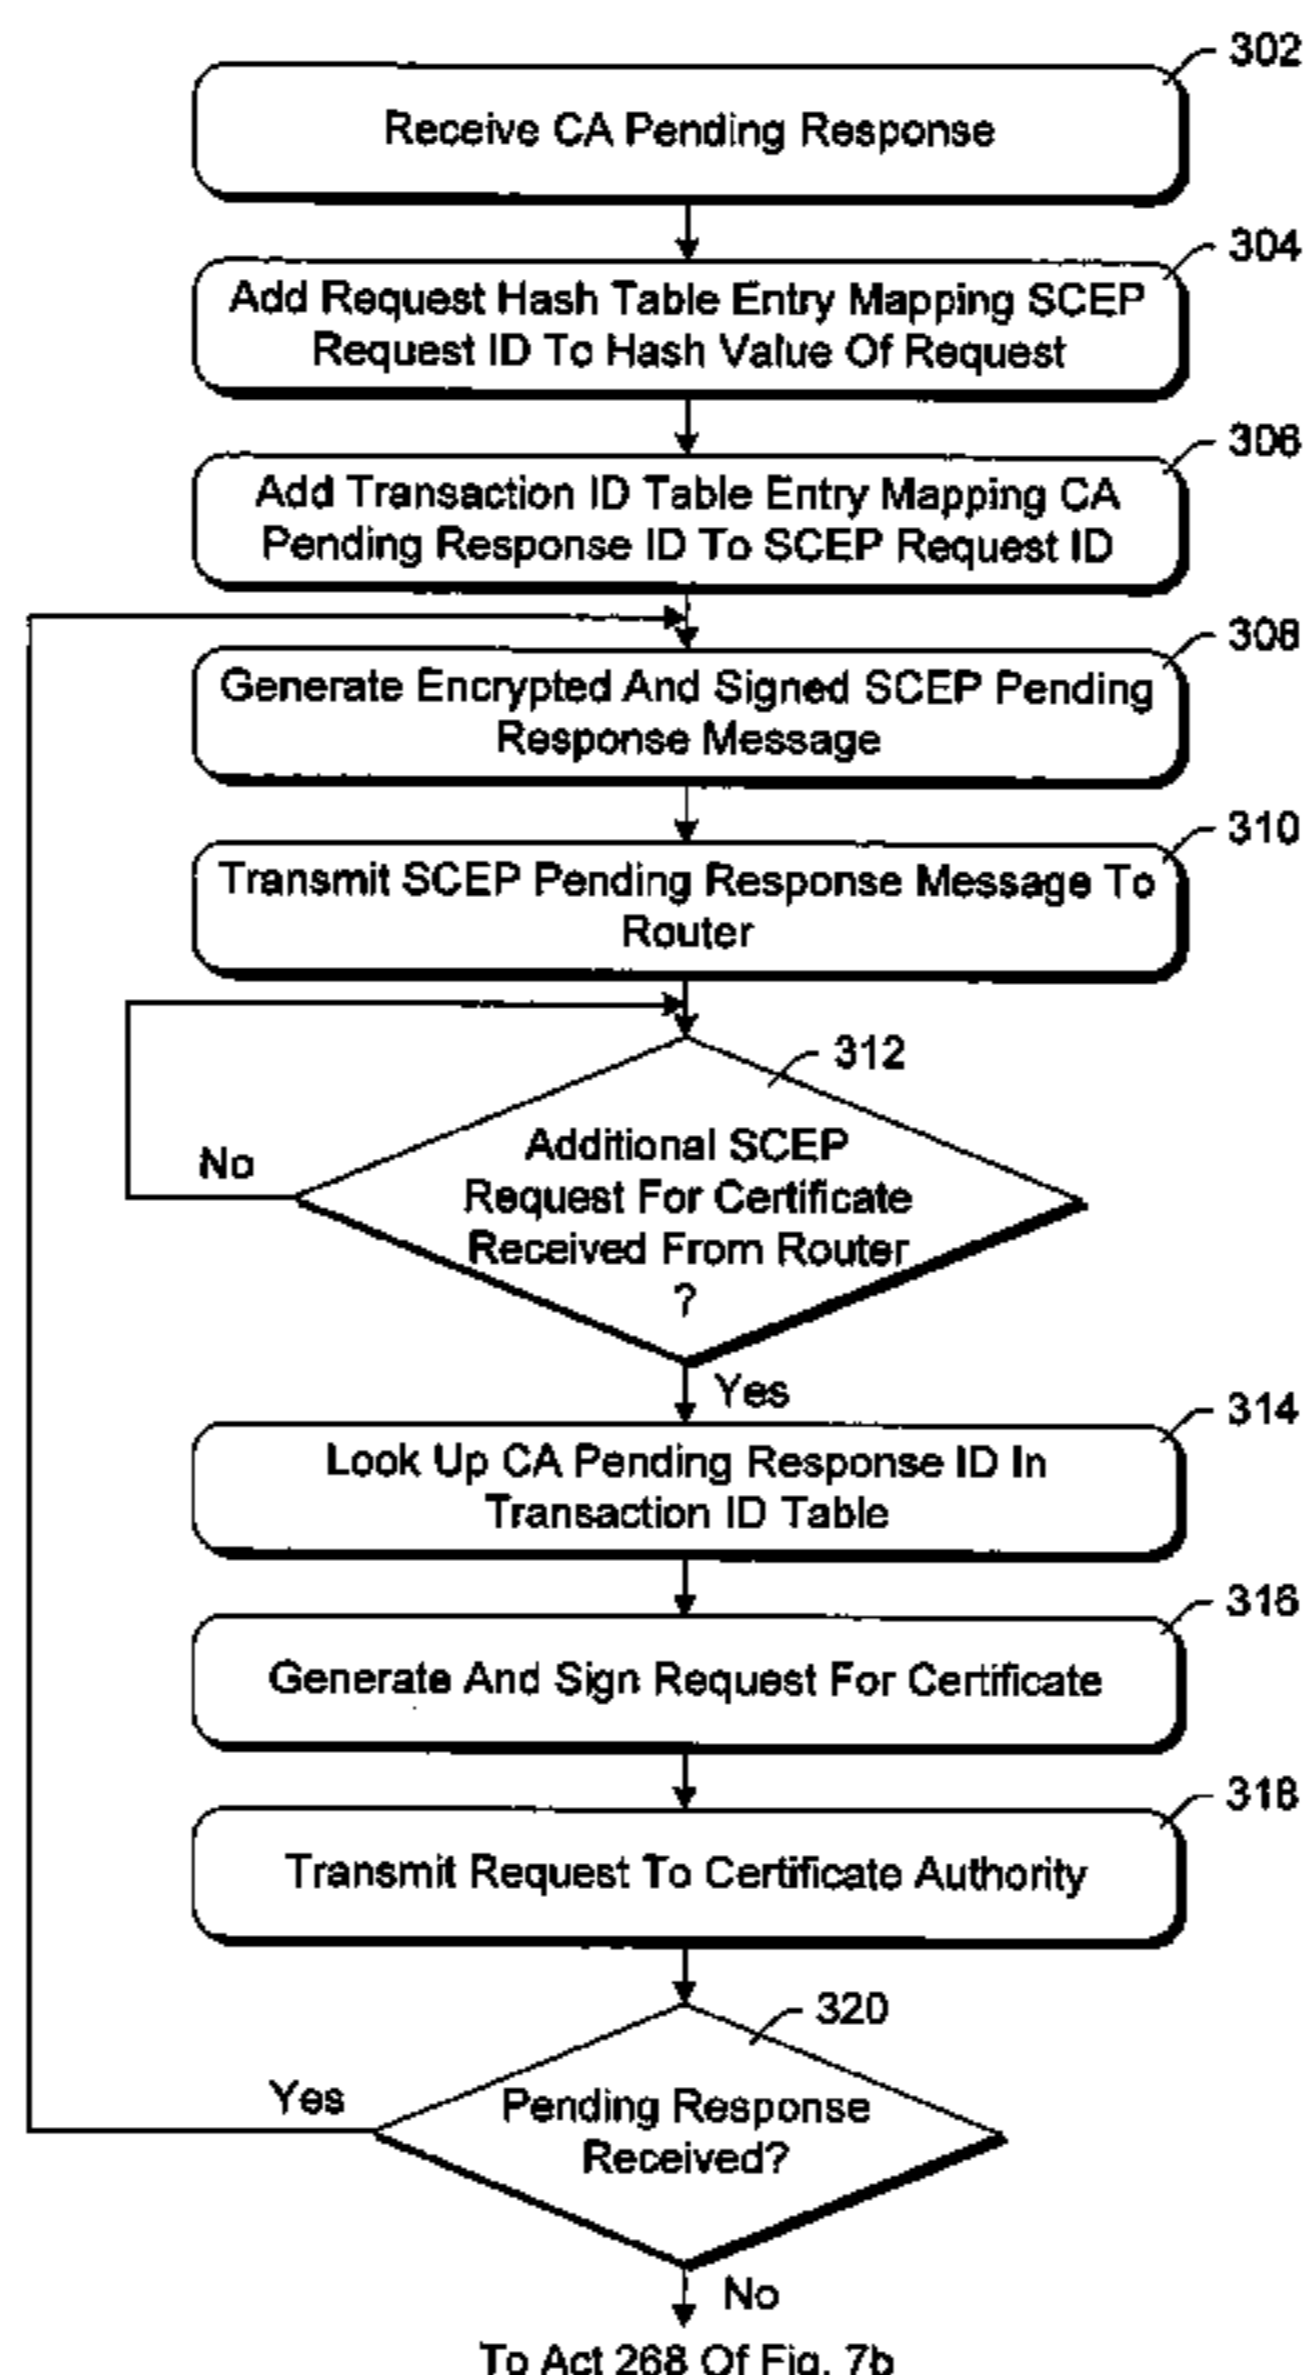 302
Receive CA Pending Response
304
Add Request Hash Table Entry Mapping SCEP
Request ID To Hash Value Of Request
306
Add Transaction ID Table Entry Mapping CA
Pending Response ID To SCEP Request ID
308
Generate Encrypted And Signed SCEP Pending
Response Message
310
Transmit SCEP Pending Response Message To
Router
312
No
Additional SCEP
Request For Certificate
Received From Router
?
Yes
314
Look Up CA Pending Response ID In
Transaction ID Table
316
Generate And Sign Request For Certificate
318
Transmit Request To Certificate Authority
320
Yes
Pending Response
Received?
No
To Act 268 Of Fig. 7b